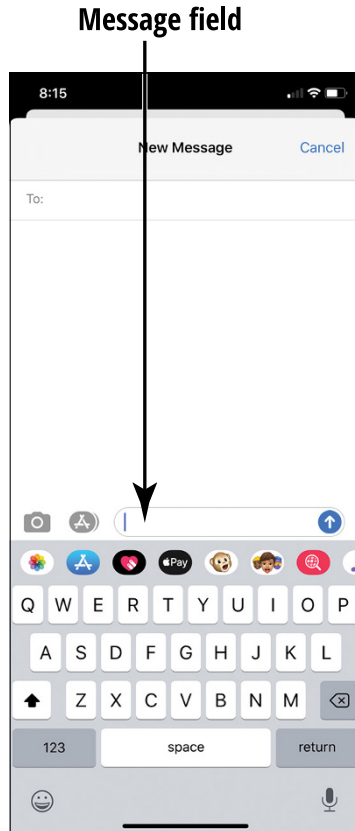 Message field
8:15
New Message Cancel
To:
Pay
Q W E R T Y U I O P
A S D F G H J K L
Z X C V B N M
123 space return